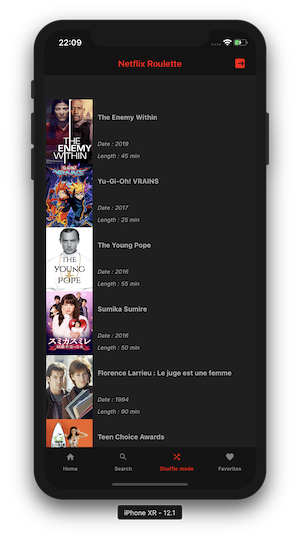 22:09
Netflix Roulette
The Enemy Within
THE
ENEMY
WITHIN
Date : 2019
Length : 45 min
Yu-Gi-Oh! VRAINS
Date : 2017
Length : 25 min
The Young Pope
THE
YOUNG
POPE
Date : 2016
Length : 55 min
Sumika Sumire
スミカスミレ
Date : 2016
Length : 50 min
Florence Larrieu : Le juge est une femme
Date : 1994
Length : 90 min
Teen Choice Awards
Home
Search
Shuffle mode
Favorites
iPhone XR - 12.1